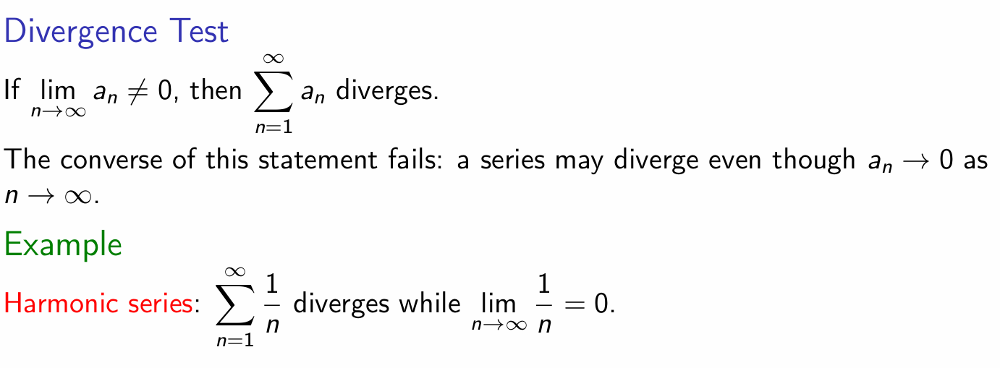 Divergence Test
If $\lim_{n \to \infty} a_n \neq 0$, then $\sum_{n=1}^{\infty} a_n$ diverges.
The converse of this statement fails: a series may diverge even though $a_n \to 0$ as
$n \to \infty$.
Example
Harmonic series: $\sum_{n=1}^{\infty} \frac{1}{n}$ diverges while $\lim_{n \to \infty} \frac{1}{n} = 0$.